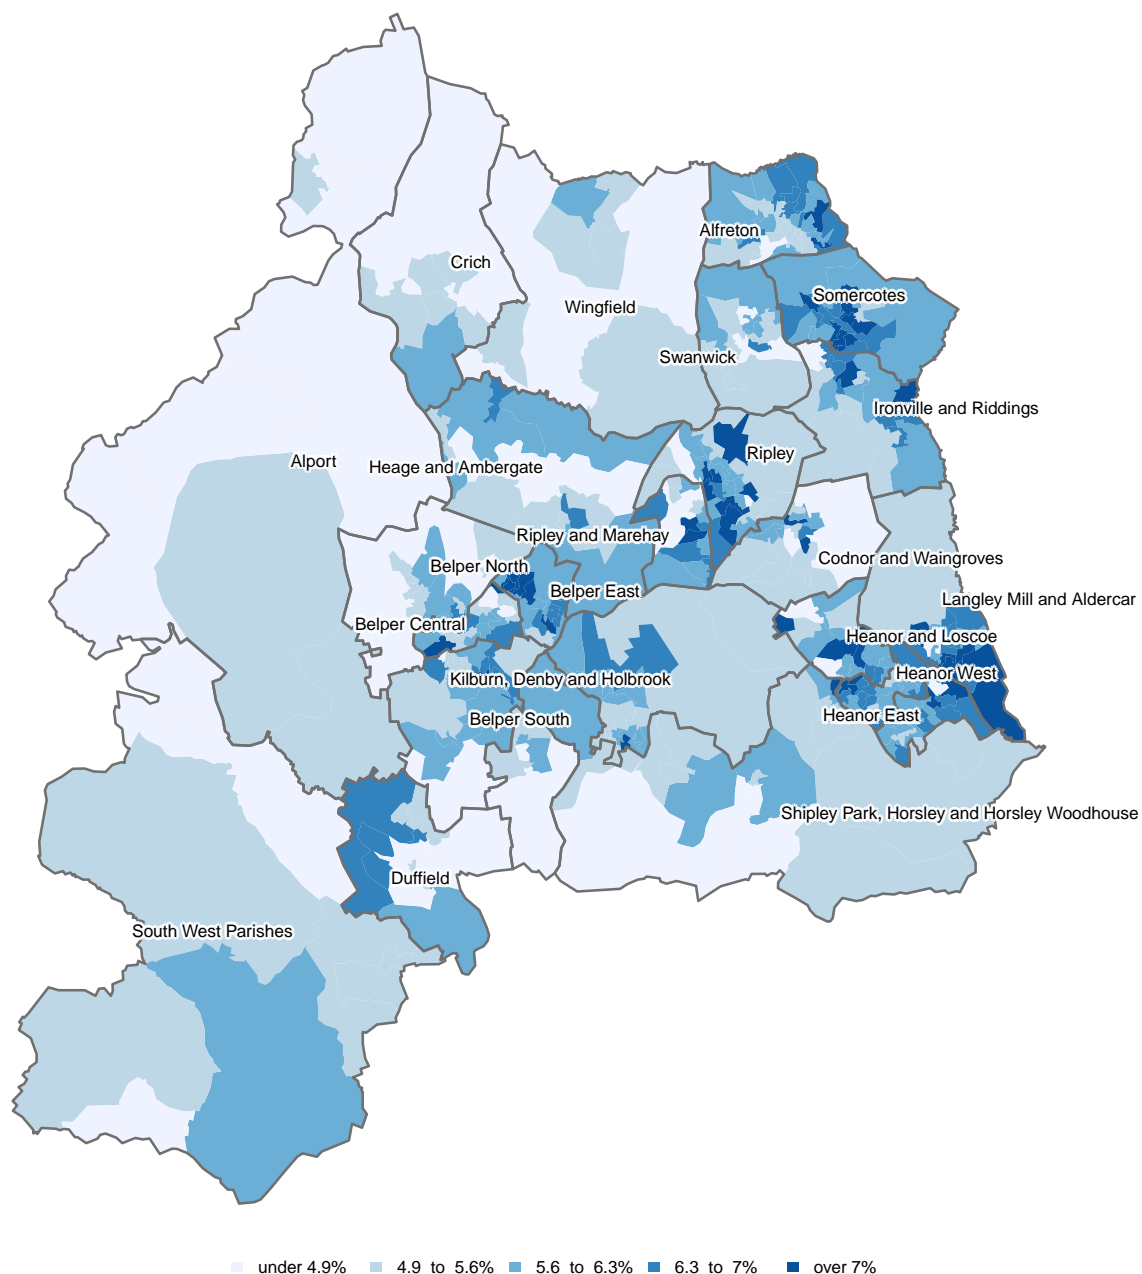 Alfreton
Crich
Somercotes
Wingfield
Swanwick
Ironville and Riddings
Ripley
Alport
Heage and Ambergate
Ripley and Marehay
Codnor and Waingroves
Belper North
Belper East
Langley Mill and Aldercar
Belper Central
Heanor and Loscoe
Heanor West
Kilburn, Denby and Holbrook
Heanor East
Belper South
Shipley Park, Horsley and Horsley Woodhouse
Duffield
South West Parishes
under 4.9% 4.9 to 5.6% 5.6 to 6.3% 6.3 to 7% over 7%